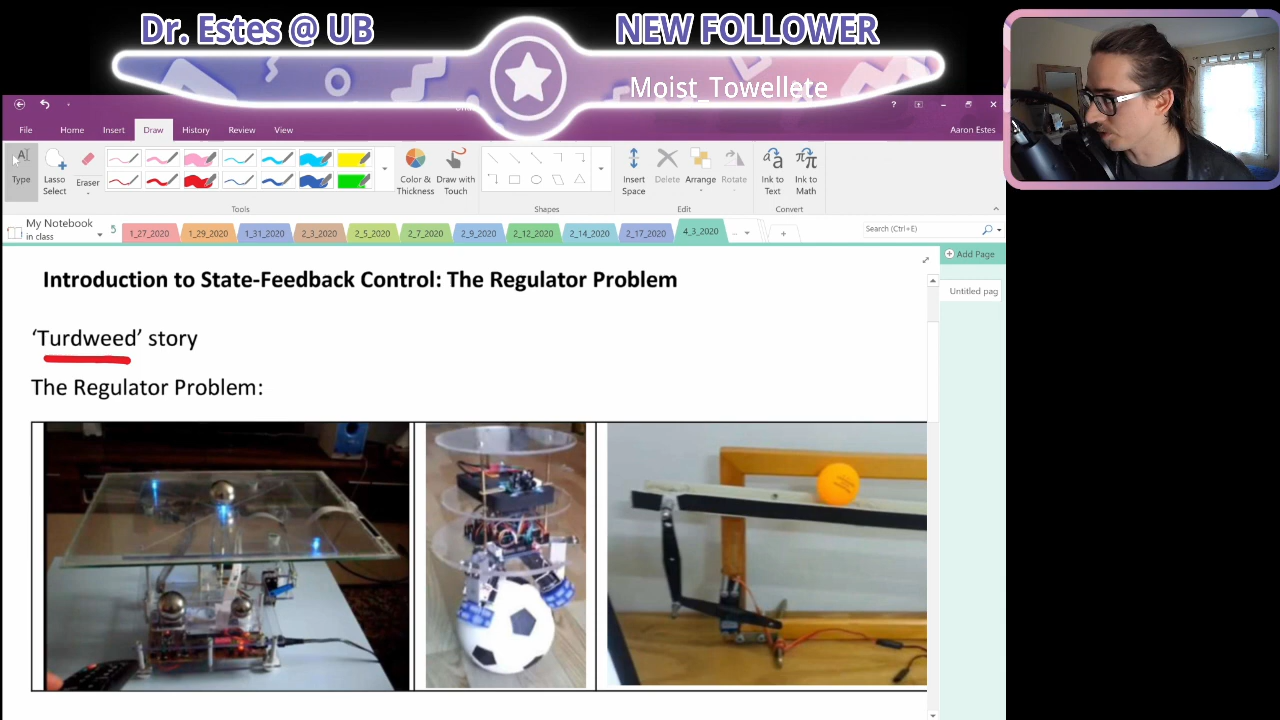 Dr. Estes @ UB
NEW FOLLOWER
Moist_Towellete
File Home Insert Draw History Review View
Aaron Estes
Type
Lasso Select
Eraser
Color & Thickness
Draw with Touch
Insert Space
Delete
Arrange
Rotate
Ink to Text
Ink to Math
Tools
Shapes
Edit
Convert
My Notebook
in class
1_27_2020 1_29_2020 1_31_2020 2_3_2020 2_5_2020 2_7_2020 2_9_2020 2_12_2020 2_14_2020 2_17_2020 4_3_2020
Search (Ctrl+E)
Add Page
Untitled pag
Introduction to State-Feedback Control: The Regulator Problem
‘Turdweed’ story
The Regulator Problem: